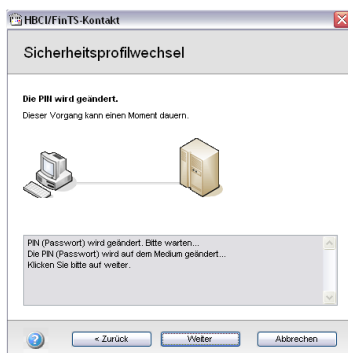 HBCI/FinTS-Kontakt
Sicherheitsprofilwechsel
Die PIN wird geändert.
Dieser Vorgang kann einen Moment dauern.
PIN (Passwort) wird geändert. Bitte warten...
Die PIN (Passwort) wird auf dem Medium geändert...
Klicken Sie bitte auf weiter.
< Zurück
Weiter
Abbrechen